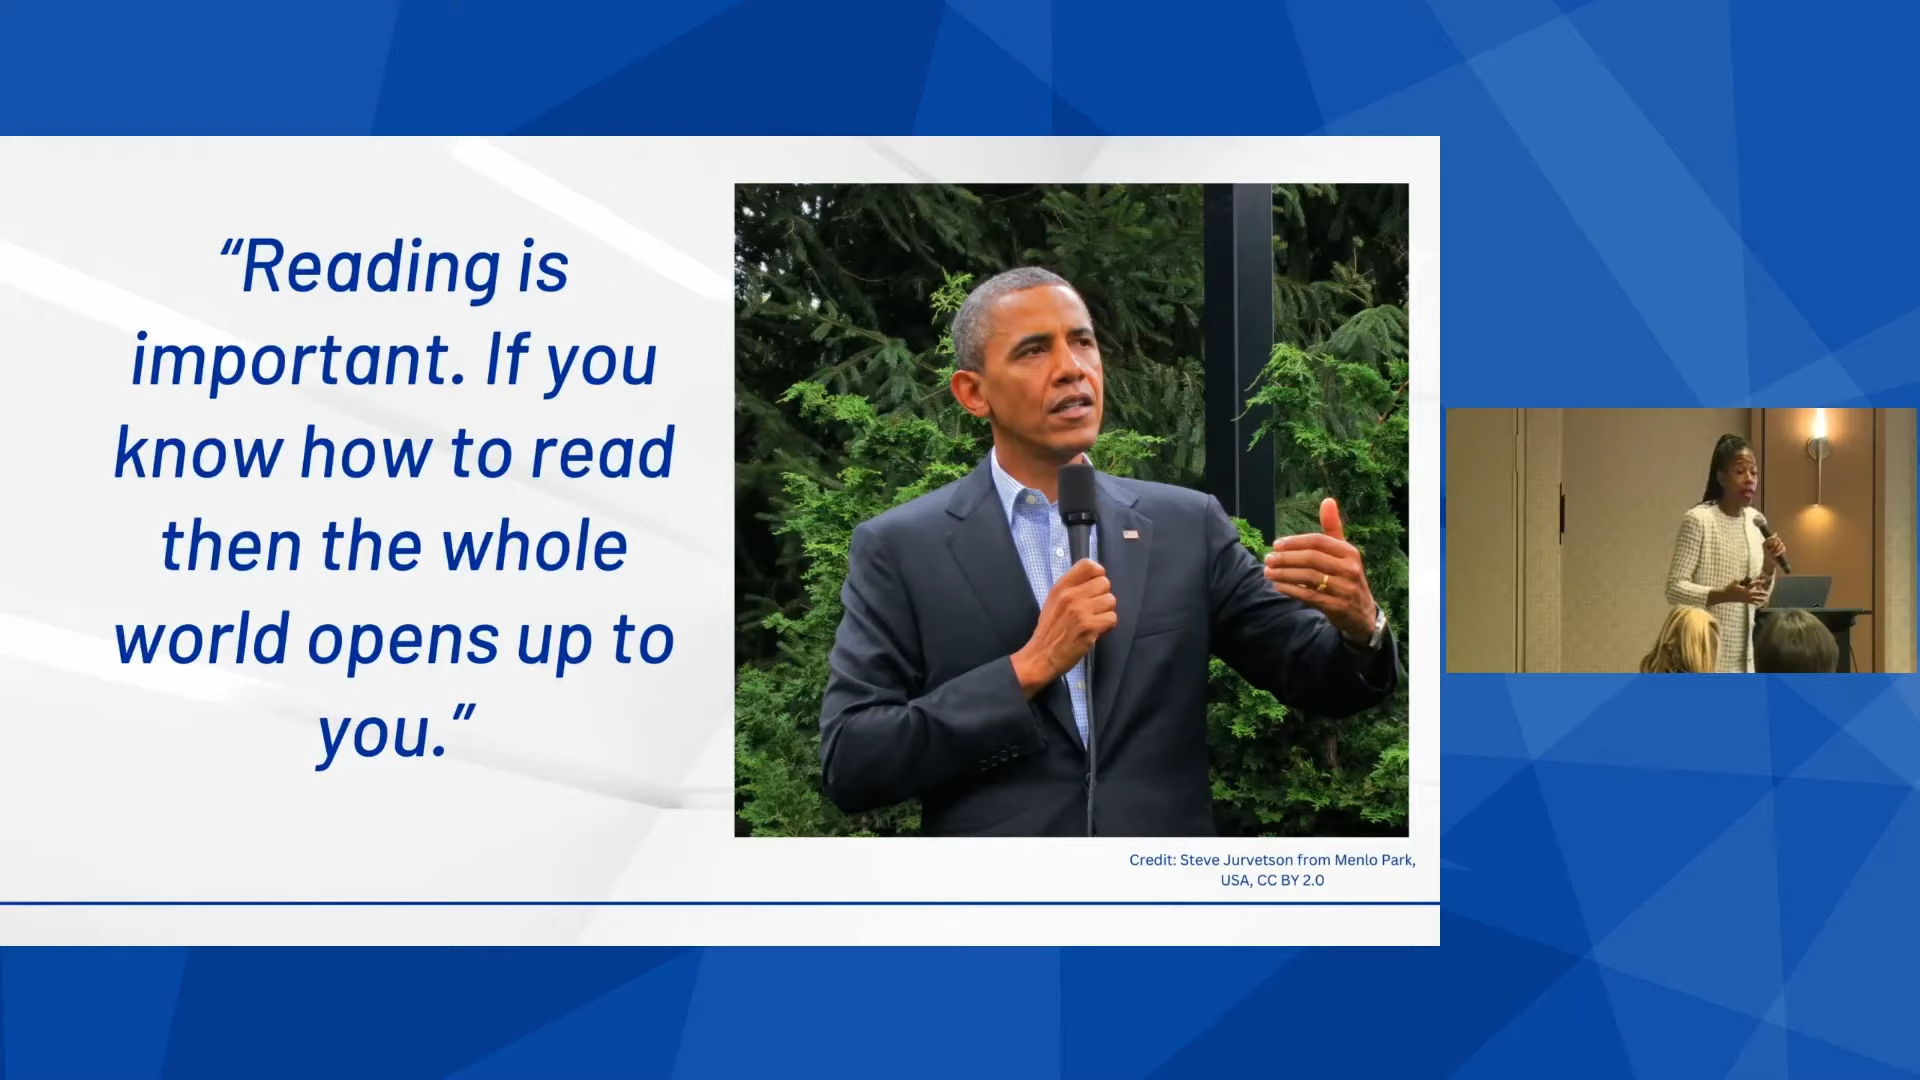 “Reading is
important. If you
know how to read
then the whole
world opens up to
you.”
Credit: Steve Jurvetson from Menlo Park,
USA, CC BY 2.0